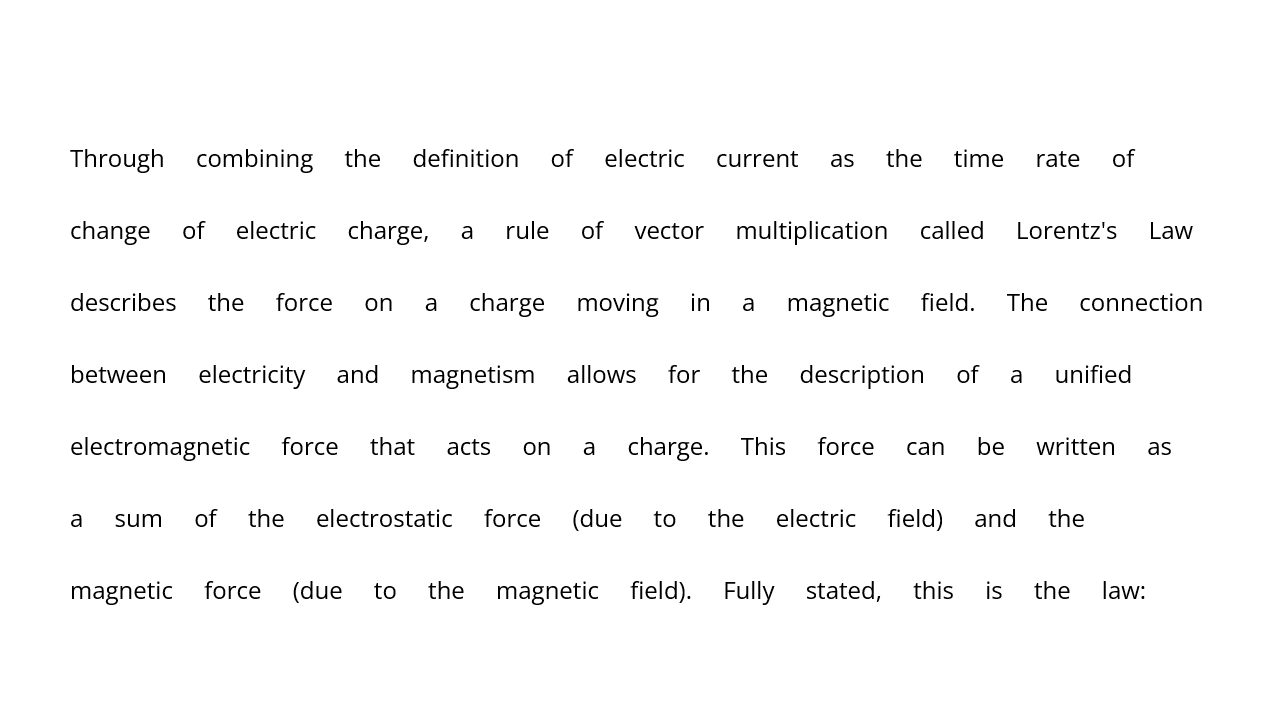 Through combining the definition of electric current as the time rate of
change of electric charge, a rule of vector multiplication called Lorentz's Law
describes the force on a charge moving in a magnetic field. The connection
between electricity and magnetism allows for the description of a unified
electromagnetic force that acts on a charge. This force can be written as
a sum of the electrostatic force (due to the electric field) and the
magnetic force (due to the magnetic field). Fully stated, this is the law: